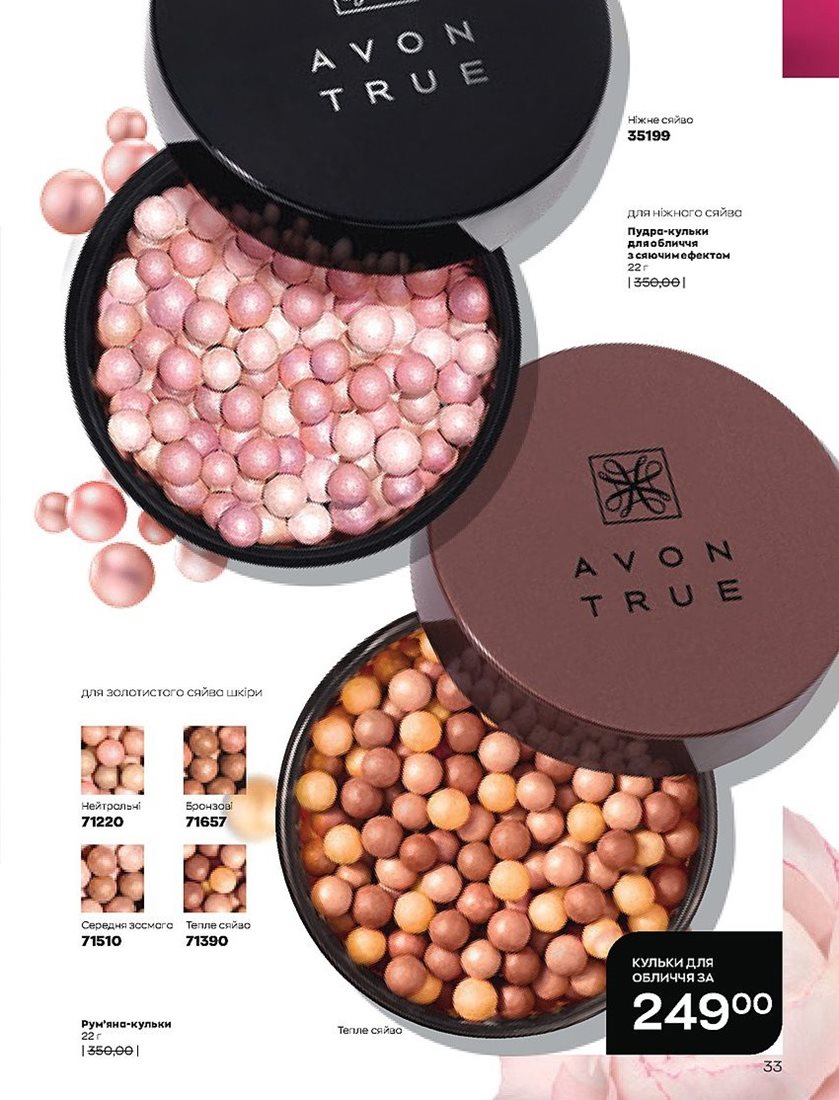 AVON
TRUE
Ніжне сяйво
35199
для ніжного сяйва
Пудра-кульки
для обличчя
з сяючим ефектом
22 г
| 350,00 |
AVON
TRUE
для золотистого сяйва шкіри
Нейтральні
71220
Бронзові
71657
Середня засмага
71510
Тепле сяйво
71390
Рум'яна-кульки
22 г
| 350,00 |
Тепле сяйво
КУЛЬКИ ДЛЯ
ОБЛИЧЧЯ ЗА
249⁰⁰
33